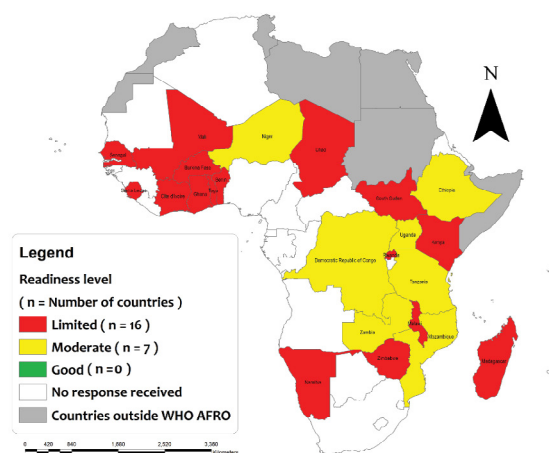 N
Mali
Niger
Chad
Senegal
Burkina Faso
Benin
Sierra Leone
Côte d'Ivoire
Ghana
Togo
South Sudan
Ethiopia
Uganda
Kenya
Rwanda
Democratic Republic of Congo
Tanzania
Malawi
Zambia
Mozambique
Zimbabwe
Madagascar
Namibia
Legend
Readiness level
( n = Number of countries )
Limited ( n = 16 )
Moderate ( n = 7 )
Good ( n =0 )
No response received
Countries outside WHO AFRO
0 420 840 1,680 2,520 3,360
Kilometers